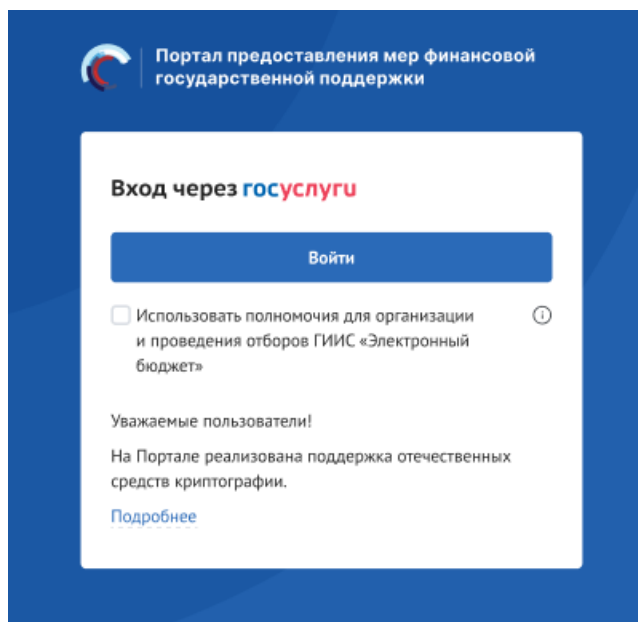 Портал предоставления мер финансовой
государственной поддержки
Вход через госуслуги
Войти
Использовать полномочия для организации
и проведения отборов ГИИС «Электронный
бюджет»
Уважаемые пользователи!
На Портале реализована поддержка отечественных
средств криптографии.
Подробнее